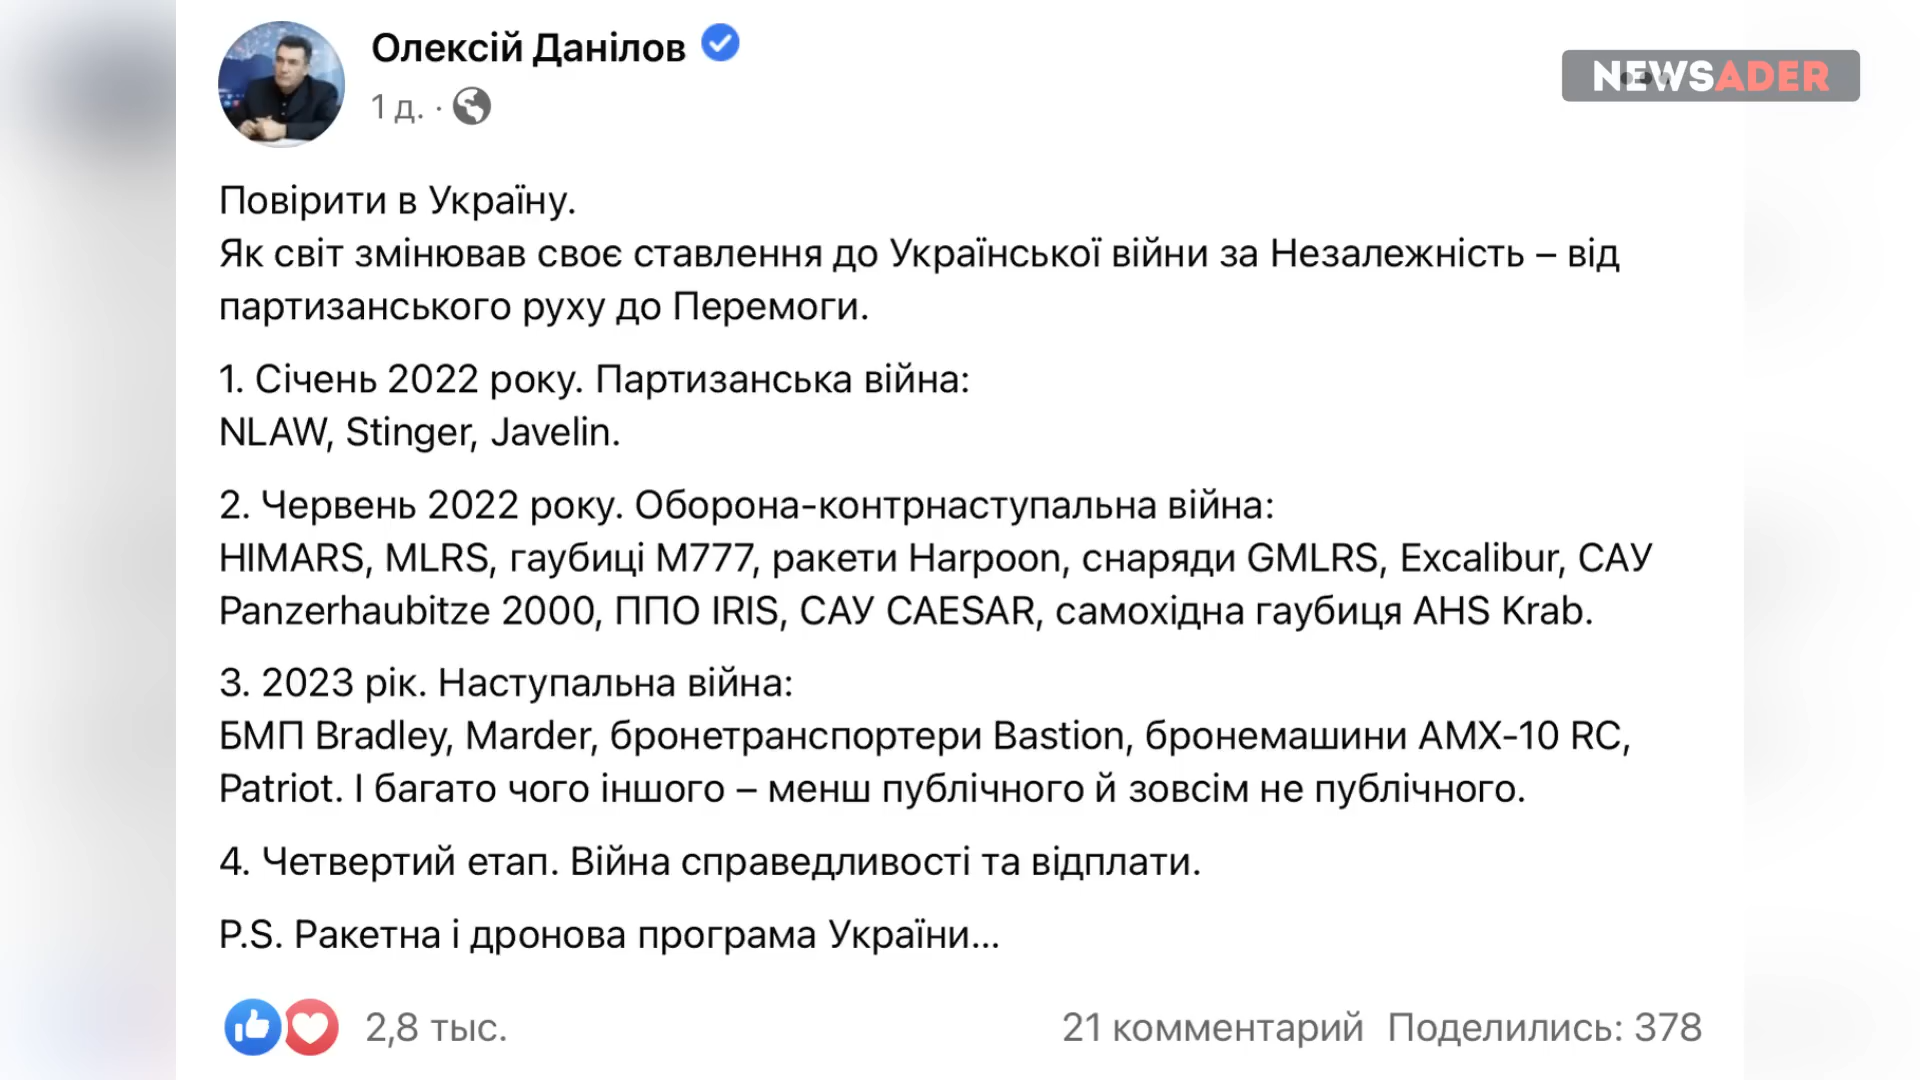 Олексій Данілов
1 д. ·
NEWSADER
Повірити в Україну.
Як світ змінював своє ставлення до Української війни за Незалежність – від
партизанського руху до Перемоги.
1. Січень 2022 року. Партизанська війна:
NLAW, Stinger, Javelin.
2. Червень 2022 року. Оборона-контрнаступальна війна:
HIMARS, MLRS, гаубиці М777, ракети Harpoon, снаряди GMLRS, Excalibur, САУ
Panzerhaubitze 2000, ППО IRIS, САУ CAESAR, самохідна гаубиця AHS Krab.
3. 2023 рік. Наступальна війна:
БМП Bradley, Marder, бронетранспортери Bastion, бронемашини AMX-10 RC,
Patriot. І багато чого іншого – менш публічного й зовсім не публічного.
4. Четвертий етап. Війна справедливості та відплати.
P.S. Ракетна і дронова програма України...
2,8 тыс.
21 комментарий Поделились: 378